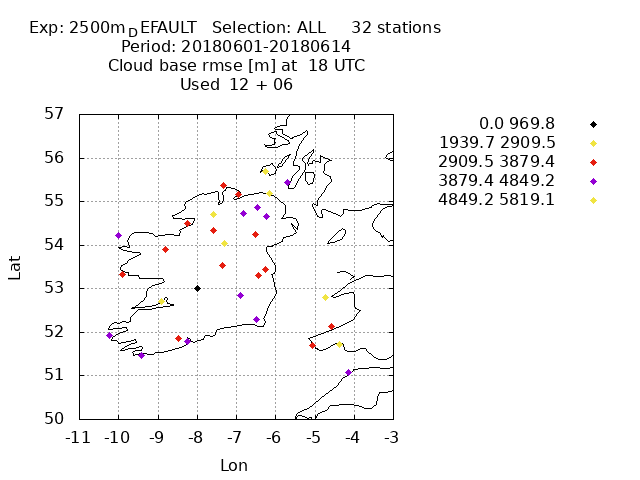 Exp: 2500m_DEFAULT   Selection: ALL     32 stations
Period: 20180601-20180614
Cloud base rmse [m] at  18 UTC
Used  12 + 06
0.0 969.8
1939.7 2909.5
2909.5 3879.4
3879.4 4849.2
4849.2 5819.1
57
56
55
54
53
52
51
50
Lat
-11 -10 -9 -8 -7 -6 -5 -4 -3
Lon